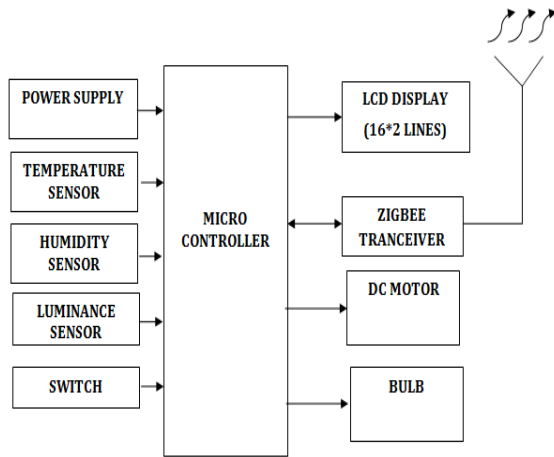 POWER SUPPLY
TEMPERATURE
SENSOR
HUMIDITY
SENSOR
LUMINANCE
SENSOR
SWITCH
MICRO
CONTROLLER
LCD DISPLAY
(16*2 LINES)
ZIGBEE
TRANCEIVER
DC MOTOR
BULB